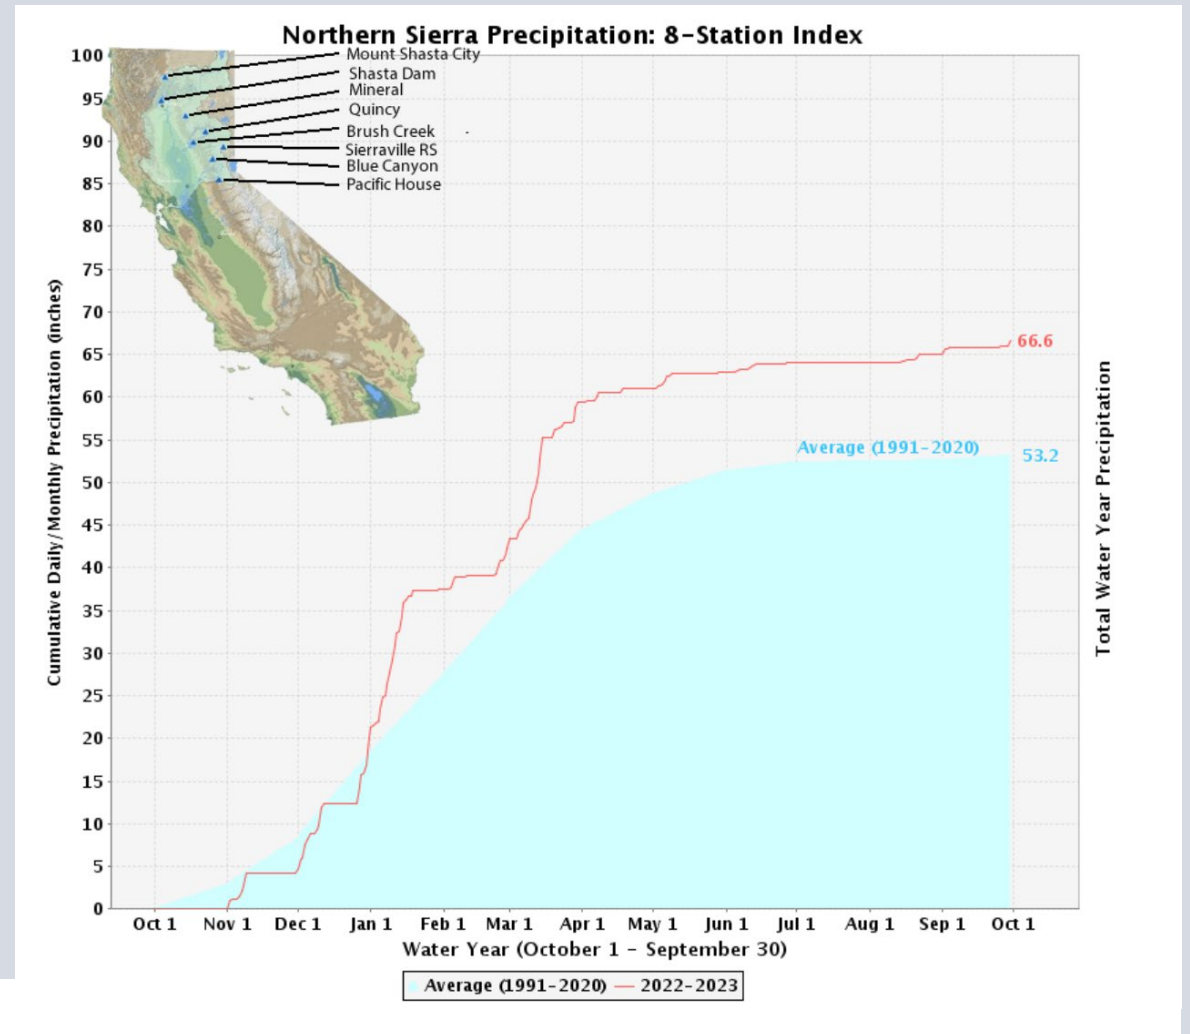 Northern Sierra Precipitation: 8-Station Index
Mount Shasta City
Shasta Dam
Mineral
Quincy
Brush Creek
Sierraville RS
Blue Canyon
Pacific House
100
95
90
85
80
75
70
65
60
55
50
45
40
35
30
25
20
15
10
5
0
Cumulative Daily/Monthly Precipitation (inches)
66.6
Average (1991-2020)
53.2
Total Water Year Precipitation
Oct 1 Nov 1 Dec 1 Jan 1 Feb 1 Mar 1 Apr 1 May 1 Jun 1 Jul 1 Aug 1 Sep 1 Oct 1
Water Year (October 1 - September 30)
Average (1991-2020) 2022-2023